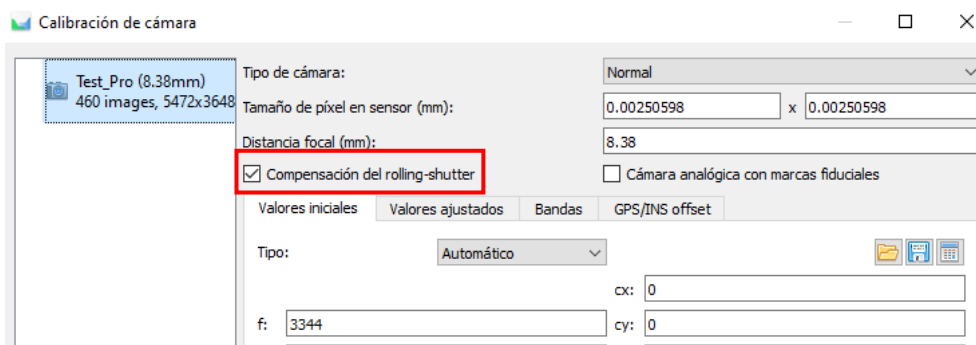 Calibración de cámara
Test_Pro (8.38mm)
460 images, 5472x3648
Tipo de cámara: Normal
Tamaño de píxel en sensor (mm): 0.00250598 x 0.00250598
Distancia focal (mm): 8.38
Compensación del rolling-shutter Cámara analógica con marcas fiduciales
Valores iniciales Valores ajustados Bandas GPS/INS offset
Tipo: Automático
cx: 0
f: 3344 cy: 0